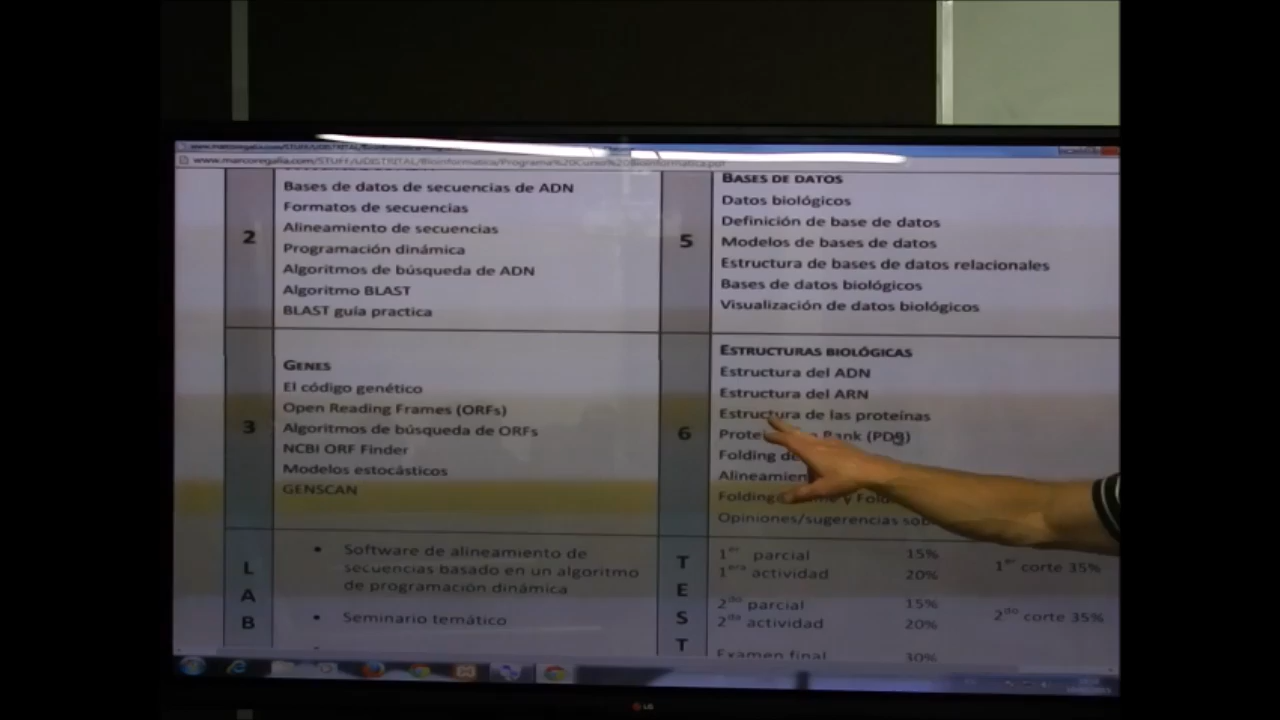 www.marcoregalia.com/STUFF/UDISTRITAL/Bioinformatica/Programa%20Curso%20Bioinformatica.pdf
2
Bases de datos de secuencias de ADN
Formatos de secuencias
Alineamiento de secuencias
Programación dinámica
Algoritmos de búsqueda de ADN
Algoritmo BLAST
BLAST guía practica
5
BASES DE DATOS
Datos biológicos
Definición de base de datos
Modelos de bases de datos
Estructura de bases de datos relacionales
Bases de datos biológicos
Visualización de datos biológicos
3
GENES
El código genético
Open Reading Frames (ORFs)
Algoritmos de búsqueda de ORFs
NCBI ORF Finder
Modelos estocásticos
GENSCAN
6
ESTRUCTURAS BIOLÓGICAS
Estructura del ADN
Estructura del ARN
Estructura de las proteínas
Bank (PDB)
Folding
Folding y
Opiniones/sugerencias
L
A
B
• Software de alineamiento de
secuencias basado en un algoritmo
de programación dinámica
• Seminario temático
T
E
S
T
1er parcial 15%
1era actividad 20%
1er corte 35%
2do parcial 15%
2da actividad 20%
2do corte 35%
Examen final 30%
LG